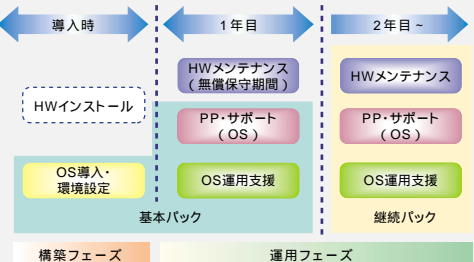 導入時
1年目
2年目~
HWメンテナンス
(無償保守期間)
HWメンテナンス
HWインストール
PP・サポート
(OS)
PP・サポート
(OS)
OS導入・
環境設定
OS運用支援
OS運用支援
基本パック
継続パック
構築フェーズ
運用フェーズ